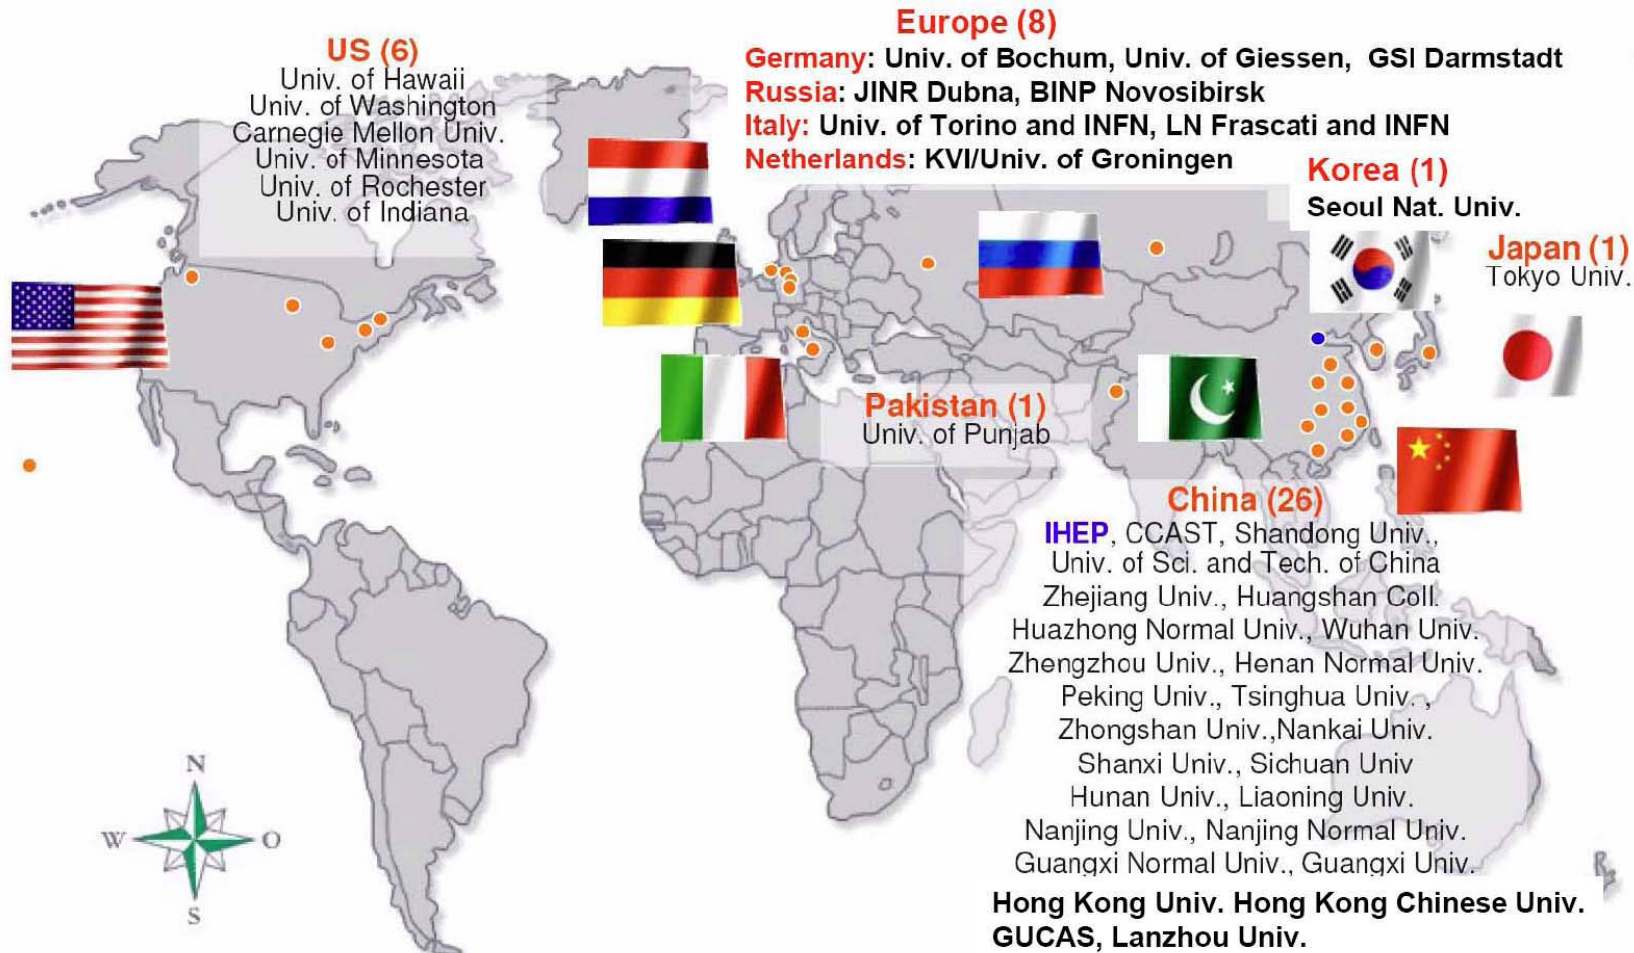 US (6)
Univ. of Hawaii
Univ. of Washington
Carnegie Mellon Univ.
Univ. of Minnesota
Univ. of Rochester
Univ. of Indiana
Europe (8)
Germany: Univ. of Bochum, Univ. of Giessen, GSI Darmstadt
Russia: JINR Dubna, BINP Novosibirsk
Italy: Univ. of Torino and INFN, LN Frascati and INFN
Netherlands: KVI/Univ. of Groningen
Korea (1)
Seoul Nat. Univ.
Japan (1)
Tokyo Univ.
Pakistan (1)
Univ. of Punjab
China (26)
IHEP, CCAST, Shandong Univ.,
Univ. of Sci. and Tech. of China
Zhejiang Univ., Huangshan Coll.
Huazhong Normal Univ., Wuhan Univ.
Zhengzhou Univ., Henan Normal Univ.
Peking Univ., Tsinghua Univ. ,
Zhongshan Univ.,Nankai Univ.
Shanxi Univ., Sichuan Univ
Hunan Univ., Liaoning Univ.
Nanjing Univ., Nanjing Normal Univ.
Guangxi Normal Univ., Guangxi Univ.
Hong Kong Univ. Hong Kong Chinese Univ.
GUCAS, Lanzhou Univ.
N
W O
S